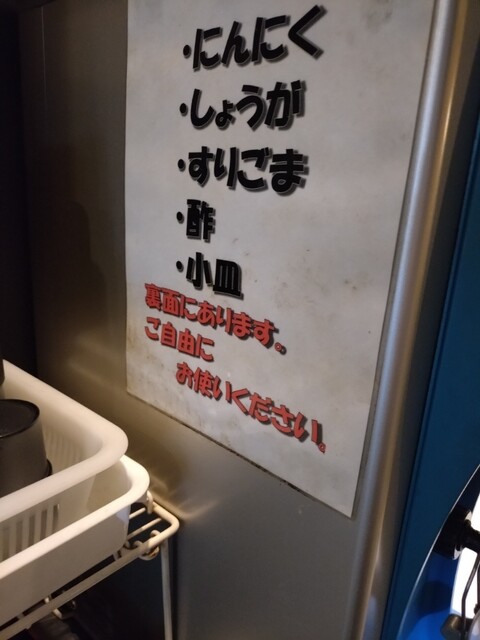 ・にんにく
・しょうが
・すりごま
・酢
・小皿
裏面にあります。
ご自由に
お使いください。